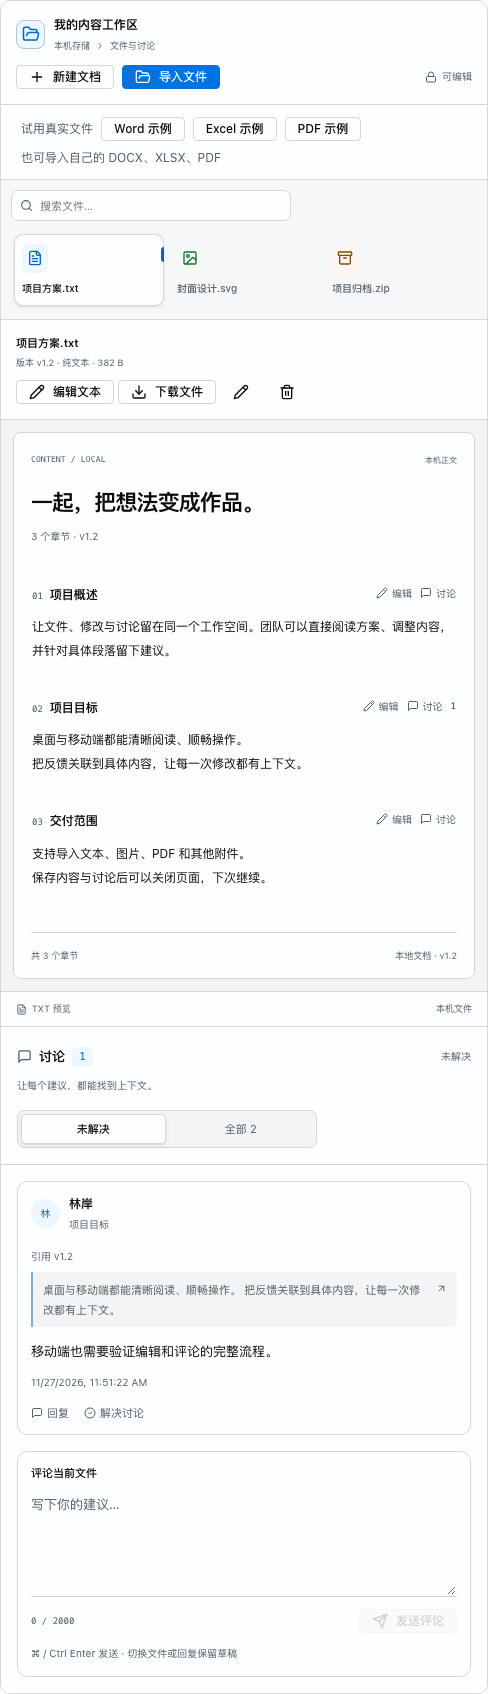 我的内容工作区
本机存储 › 文件与讨论
新建文档 导入文件 可编辑
试用真实文件 Word 示例 Excel 示例 PDF 示例
也可导入自己的 DOCX、XLSX、PDF
搜索文件...
项目方案.txt 封面设计.svg 项目归档.zip
项目方案.txt
版本 v1.2 · 纯文本 · 382 B
编辑文本 下载文件
CONTENT / LOCAL 本机正文
一起，把想法变成作品。
3 个章节 · v1.2
01 项目概述 编辑 讨论
让文件、修改与讨论留在同一个工作空间。团队可以直接阅读方案、调整内容，
并针对具体段落留下建议。
02 项目目标 编辑 讨论 1
桌面与移动端都能清晰阅读、顺畅操作。
把反馈关联到具体内容，让每一次修改都有上下文。
03 交付范围 编辑 讨论
支持导入文本、图片、PDF 和其他附件。
保存内容与讨论后可以关闭页面，下次继续。
共 3 个章节 本地文档 · v1.2
TXT 预览 本机文件
讨论 1 未解决
让每个建议，都能找到上下文。
未解决 全部 2
林 林岸
项目目标
引用 v1.2
桌面与移动端都能清晰阅读、顺畅操作。 把反馈关联到具体内容，让每一次修
改都有上下文。
移动端也需要验证编辑和评论的完整流程。
11/27/2026, 11:51:22 AM
回复 解决讨论
评论当前文件
写下你的建议...
0 / 2000 发送评论
⌘ / Ctrl Enter 发送 · 切换文件或回复保留草稿